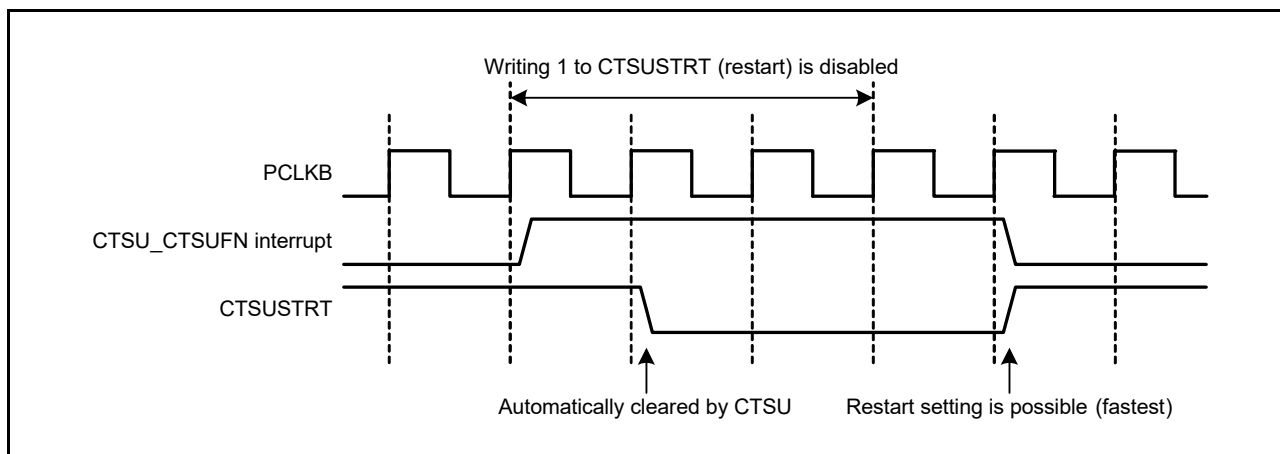 Writing 1 to CTSUSTRT (restart) is disabled
PCLKB
CTSU_CTSUFN interrupt
CTSUSTRT
Automatically cleared by CTSU
Restart setting is possible (fastest)